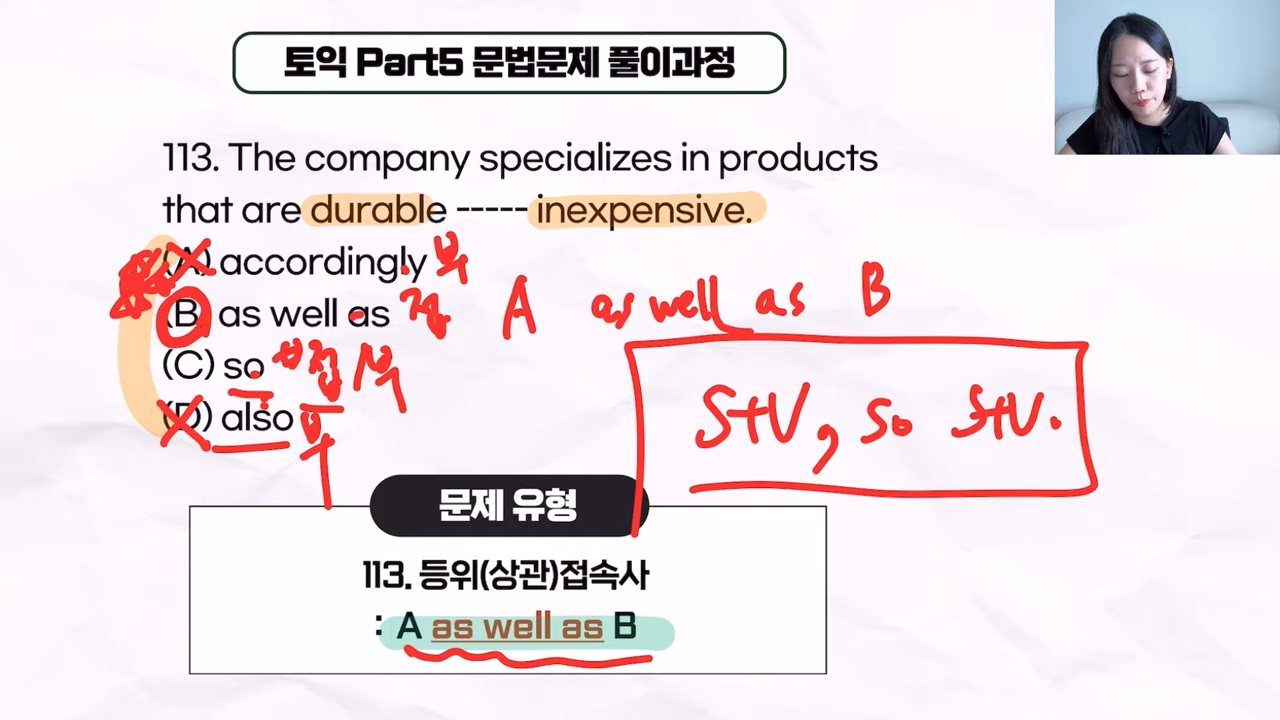 토익 Part5 문법문제 풀이과정
113. The company specializes in products
that are durable ----- inexpensive.
(A) accordingly 부
(B) as well as 접 A as well as B
(C) so 접/부
(D) also 부
S+V, so S+V.
문제 유형
113. 등위(상관)접속사
: A as well as B